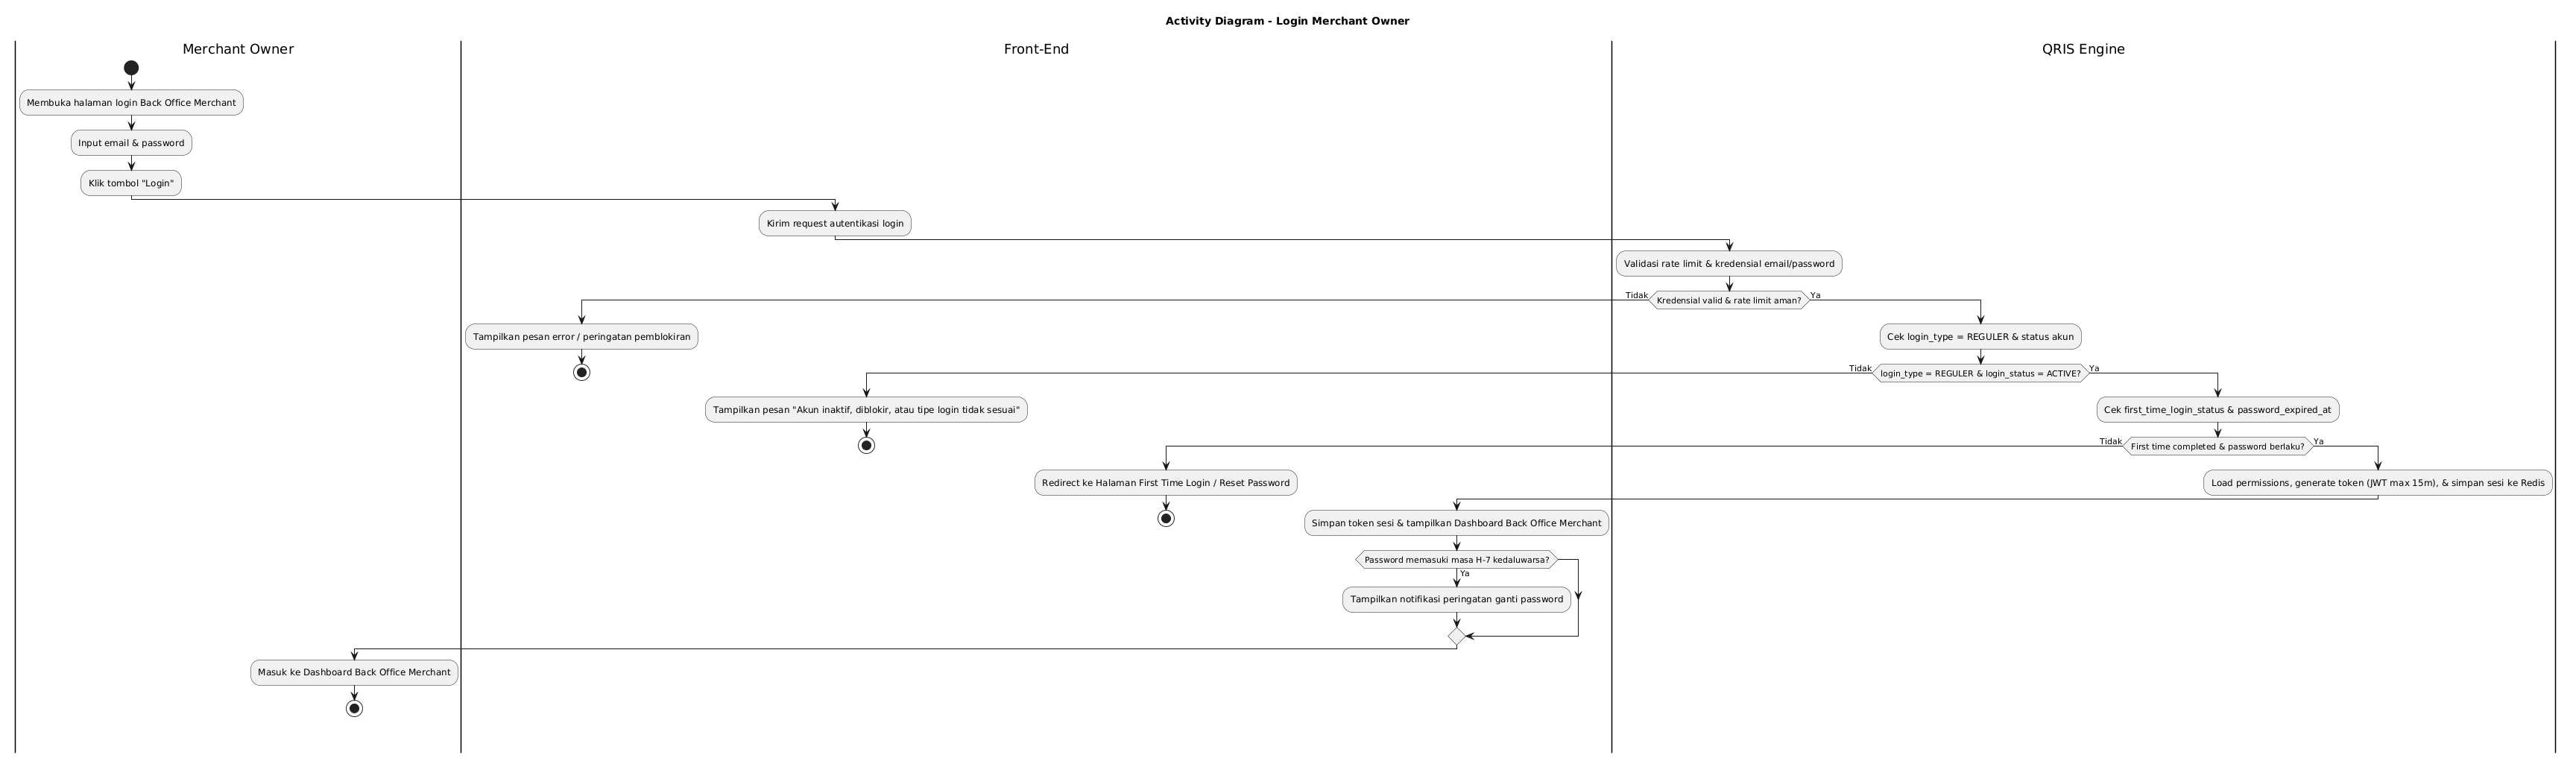 Activity Diagram - Login Merchant Owner
Merchant Owner
Front-End
QRIS Engine
Membuka halaman login Back Office Merchant
Input email & password
Klik tombol "Login"
Kirim request autentikasi login
Validasi rate limit & kredensial email/password
Tidak
Kredensial valid & rate limit aman?
Ya
Tampilkan pesan error / peringatan pemblokiran
Cek login_type = REGULER & status akun
Tidak
login_type = REGULER & login_status = ACTIVE?
Ya
Tampilkan pesan "Akun inaktif, diblokir, atau tipe login tidak sesuai"
Cek first_time_login_status & password_expired_at
Tidak
First time completed & password berlaku?
Ya
Redirect ke Halaman First Time Login / Reset Password
Load permissions, generate token (JWT max 15m), & simpan sesi ke Redis
Simpan token sesi & tampilkan Dashboard Back Office Merchant
Password memasuki masa H-7 kedaluwarsa?
Ya
Tampilkan notifikasi peringatan ganti password
Masuk ke Dashboard Back Office Merchant